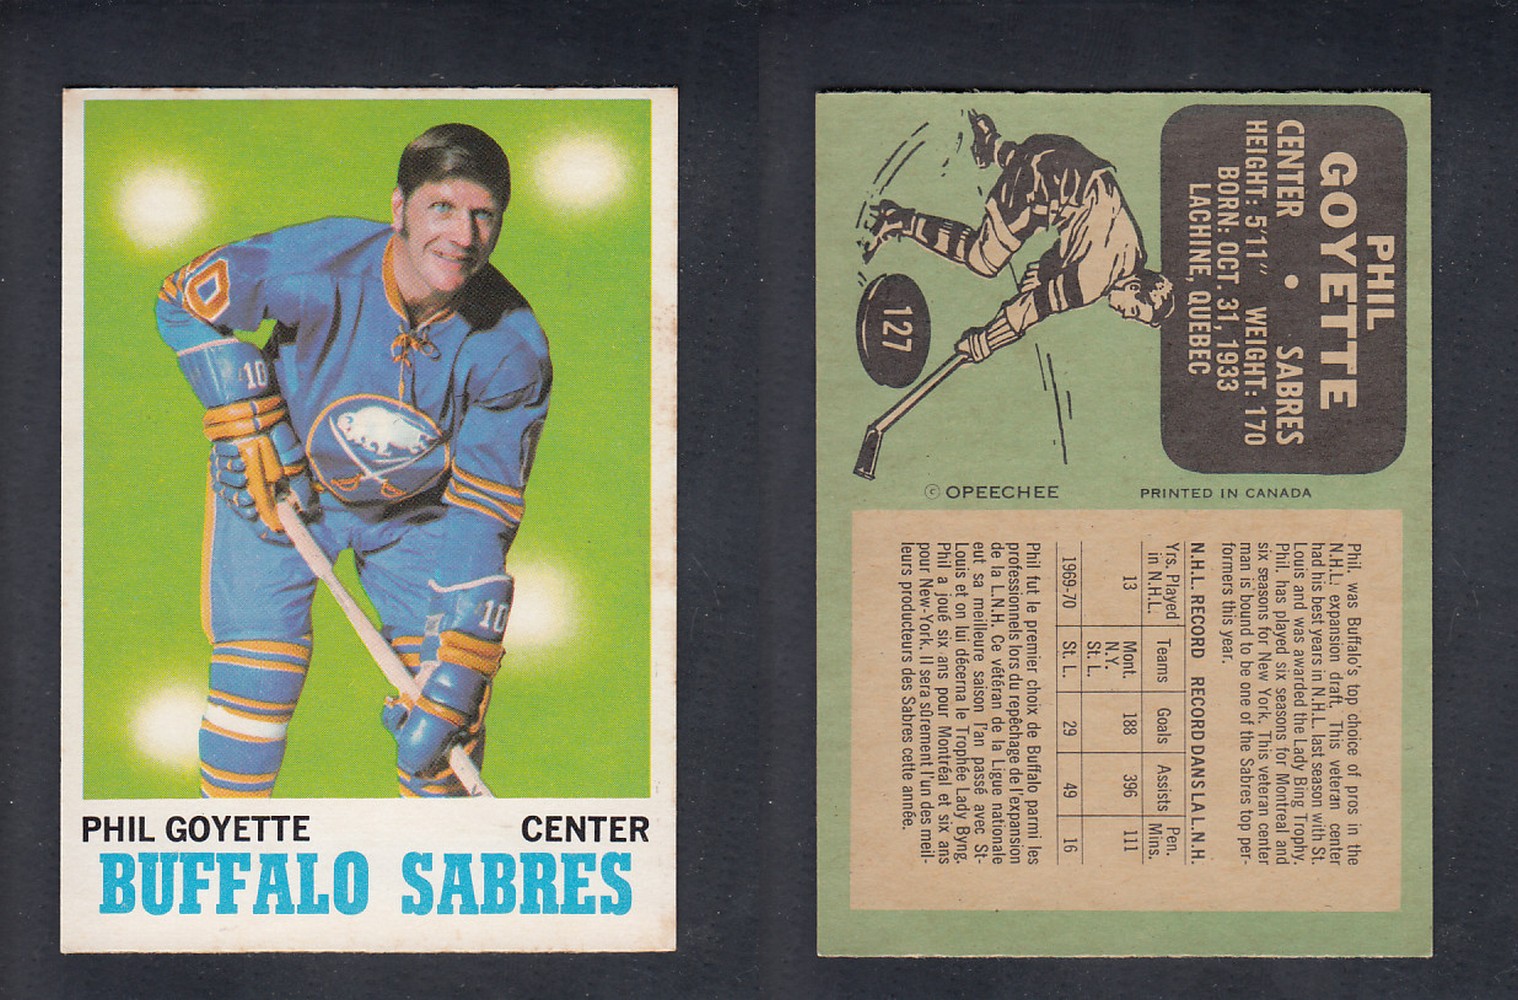 0
10
10
PHIL GOYETTE CENTER
BUFFALO SABRES
PHIL
GOYETTE
CENTER • SABRES
HEIGHT: 5'11" WEIGHT: 170
BORN: OCT. 31, 1933
LACHINE, QUEBEC
127
© OPEECHEE PRINTED IN CANADA
Phil was Buffalo's top choice of pros in the
N.H.L. expansion draft. This veteran center
had his best years in N.H.L. last season with St.
Louis and was awarded the Lady Bing Trophy.
Phil has played six seasons for Montreal and
six seasons for New York. This veteran center
man is bound to be one of the Sabres top per-
formers this year.
N.H.L. RECORD RECORD DANS LA L.N.H.
Yrs. Played in N.H.L. Teams Goals Assists Pen. Mins.
13 Mont. N.Y. St. L. 188 396 111
1969-70 St. L. 29 49 16
Phil fut le premier choix de Buffalo parmi les
professionnels lors du repêchage de l'expansion
de la L.N.H. Ce vétéran de la Ligue nationale
eut sa meilleure saison l'an passé avec St-
Louis et on lui décerna le Trophée Lady Byng.
Phil a joué six ans pour Montréal et six ans
pour New-York. Il sera sûrement l'un des meil-
leurs producteurs des Sabres cette année.